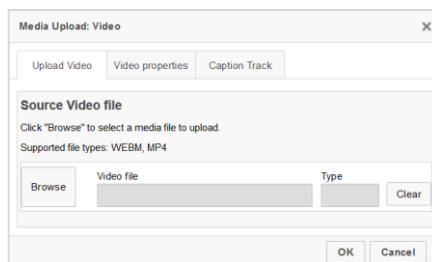 Media Upload: Video
Upload Video Video properties Caption Track
Source Video file
Click "Browse" to select a media file to upload.
Supported file types: WEBM, MP4
Video file Type
Browse Clear
OK Cancel